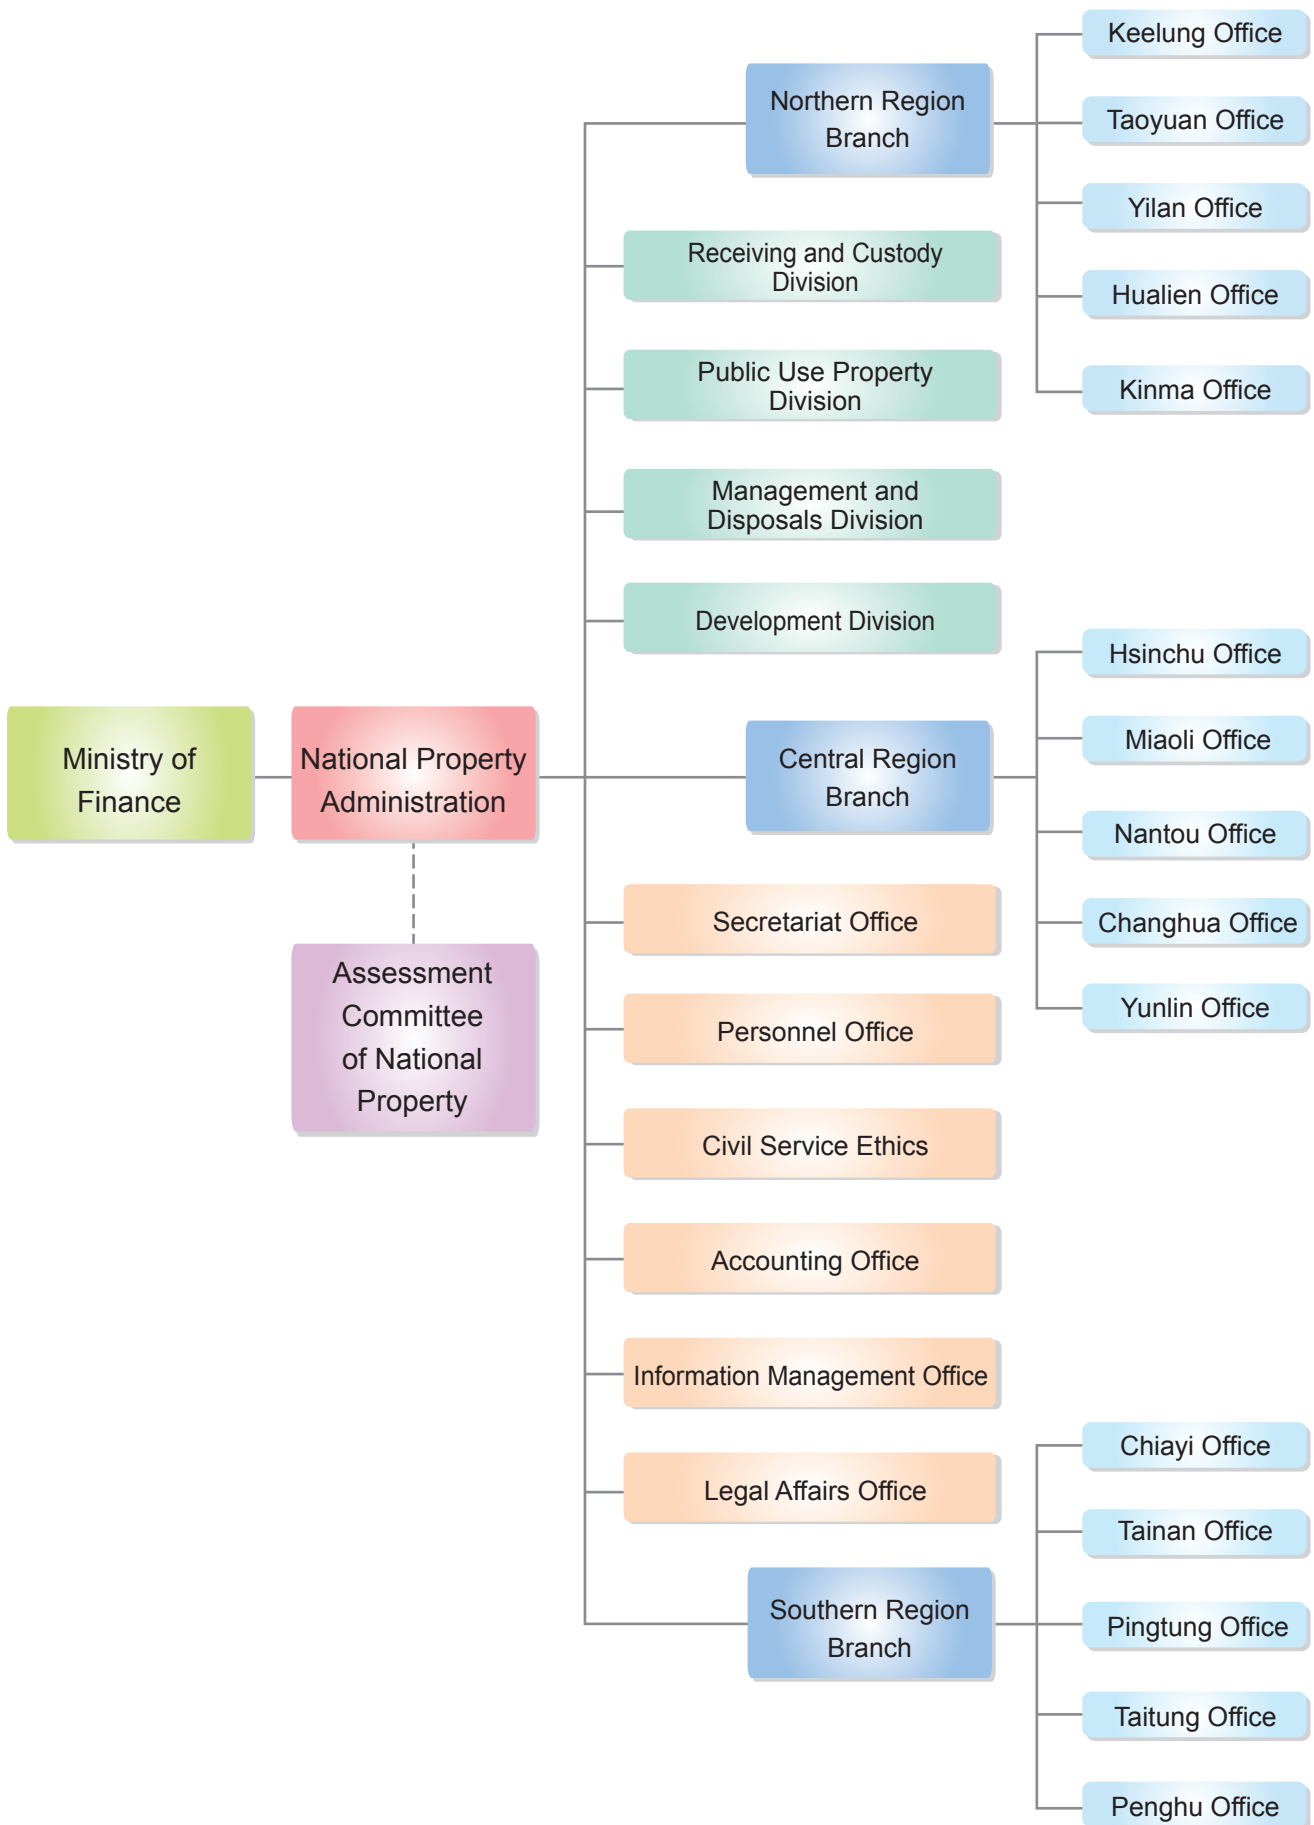 Ministry of
Finance
National Property
Administration
Assessment
Committee
of National
Property
Northern Region
Branch
Keelung Office
Taoyuan Office
Yilan Office
Hualien Office
Kinma Office
Receiving and Custody
Division
Public Use Property
Division
Management and
Disposals Division
Development Division
Central Region
Branch
Hsinchu Office
Miaoli Office
Nantou Office
Changhua Office
Yunlin Office
Secretariat Office
Personnel Office
Civil Service Ethics
Accounting Office
Information Management Office
Legal Affairs Office
Southern Region
Branch
Chiayi Office
Tainan Office
Pingtung Office
Taitung Office
Penghu Office